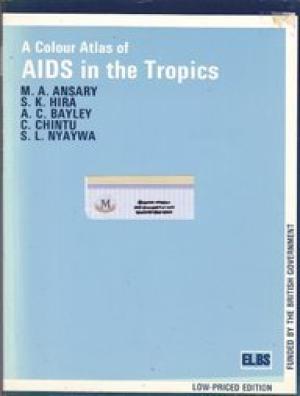 A Colour Atlas of
AIDS in the Tropics
M. A. ANSARY
S. K. HIRA
A. C. BAYLEY
C. CHINTU
S. L. NYAYWA
M
FUNDED BY THE BRITISH GOVERNMENT
ELBS
LOW-PRICED EDITION